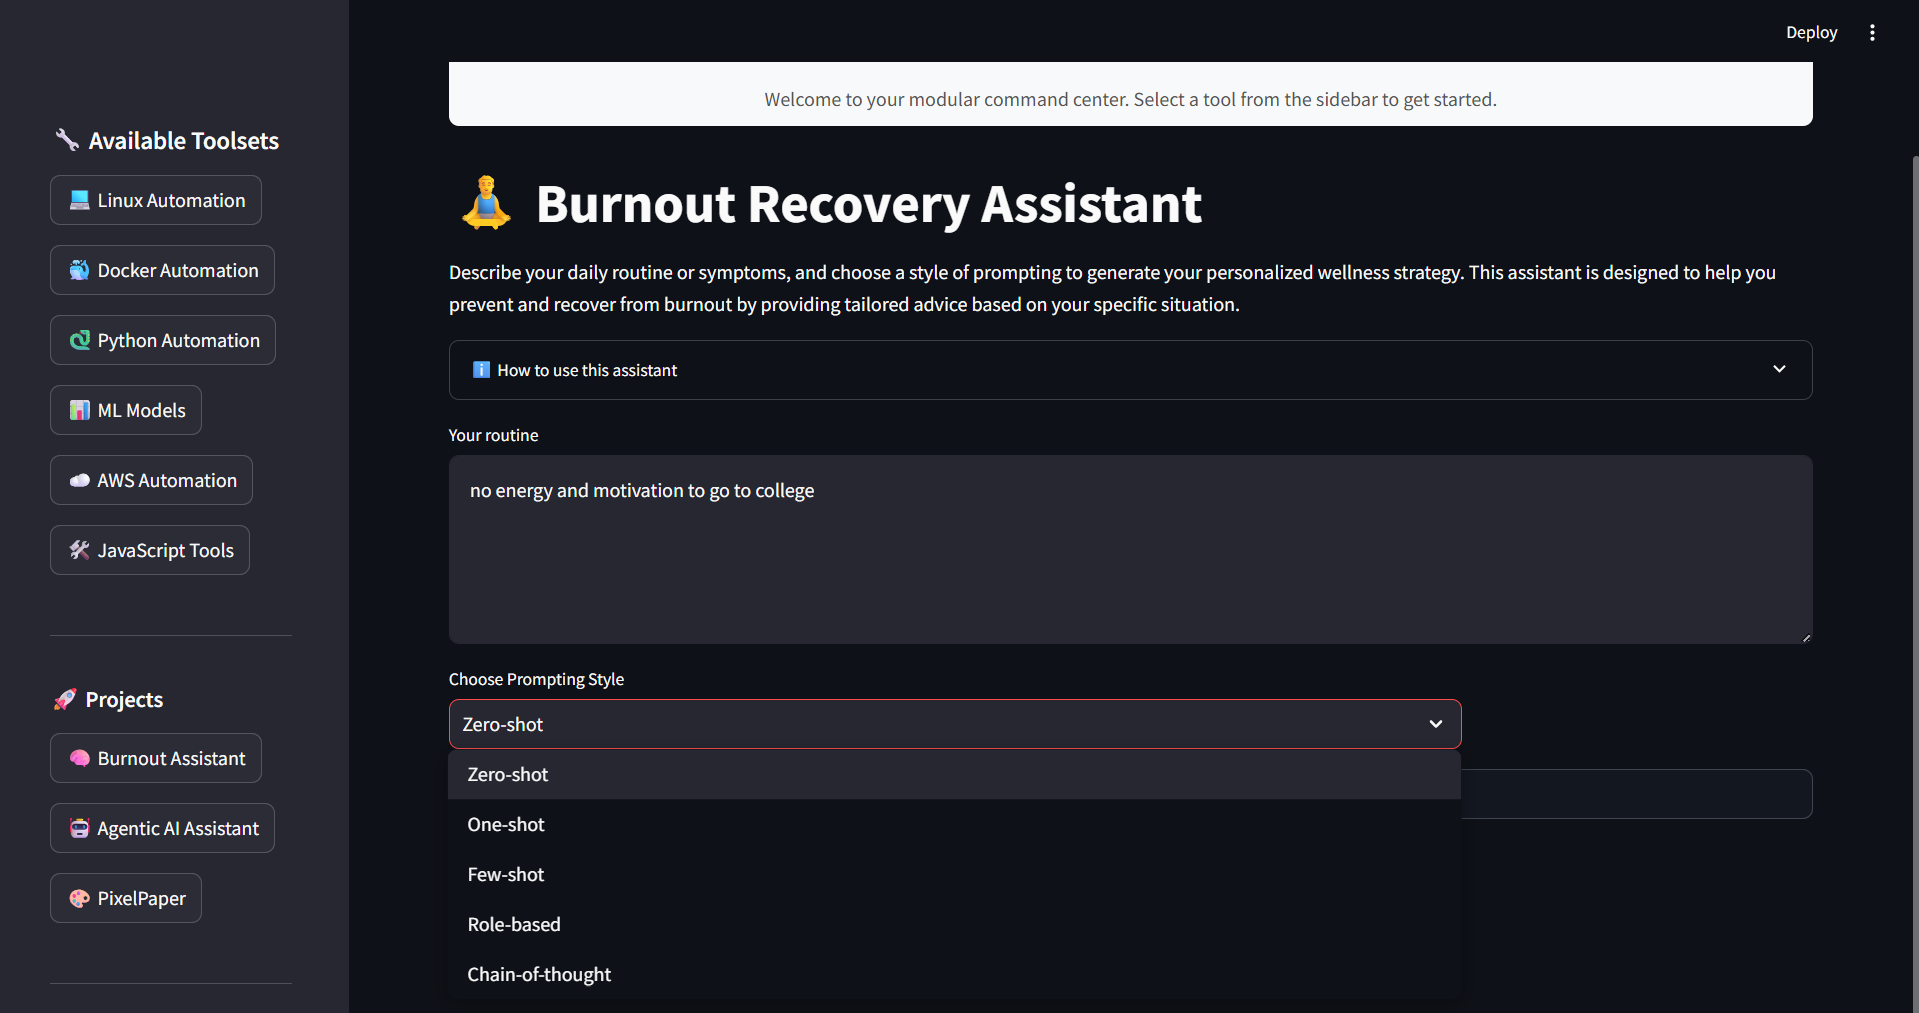 Deploy
Available Toolsets
Linux Automation
Docker Automation
Python Automation
ML Models
AWS Automation
JavaScript Tools
Projects
Burnout Assistant
Agentic AI Assistant
PixelPaper
Welcome to your modular command center. Select a tool from the sidebar to get started.
Burnout Recovery Assistant
Describe your daily routine or symptoms, and choose a style of prompting to generate your personalized wellness strategy. This assistant is designed to help you
prevent and recover from burnout by providing tailored advice based on your specific situation.
How to use this assistant
Your routine
no energy and motivation to go to college
Choose Prompting Style
Zero-shot
Zero-shot
One-shot
Few-shot
Role-based
Chain-of-thought